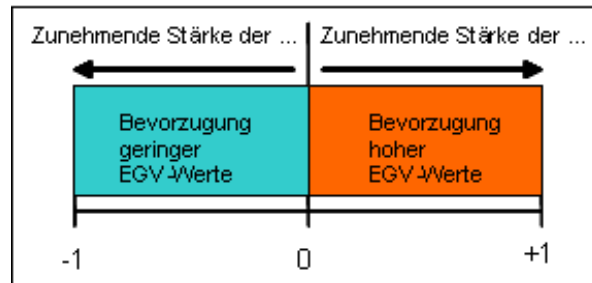 Zunehmende Stärke der ... Zunehmende Stärke der ...
Bevorzugung
geringer
EGV-Werte
Bevorzugung
hoher
EGV-Werte
-1 0 +1